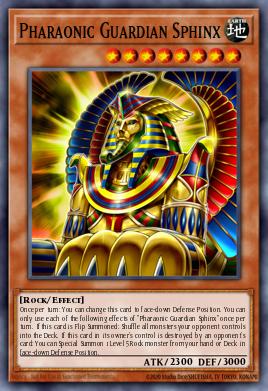 PHARAONIC GUARDIAN SPHINX
EARTH
地
[ROCK/EFFECT]
Once per turn: You can change this card to face-down Defense Position. You can
only use each of the following effects of "Pharaonic Guardian Sphinx" once per
turn. If this card is Flip Summoned: Shuffle all monsters your opponent controls
into the Deck. If this card in its owner's control is destroyed by an opponent's
card: You can Special Summon 1 Level 5 Rock monster from your hand or Deck in
face-down Defense Position.
ATK/2300 DEF/3000